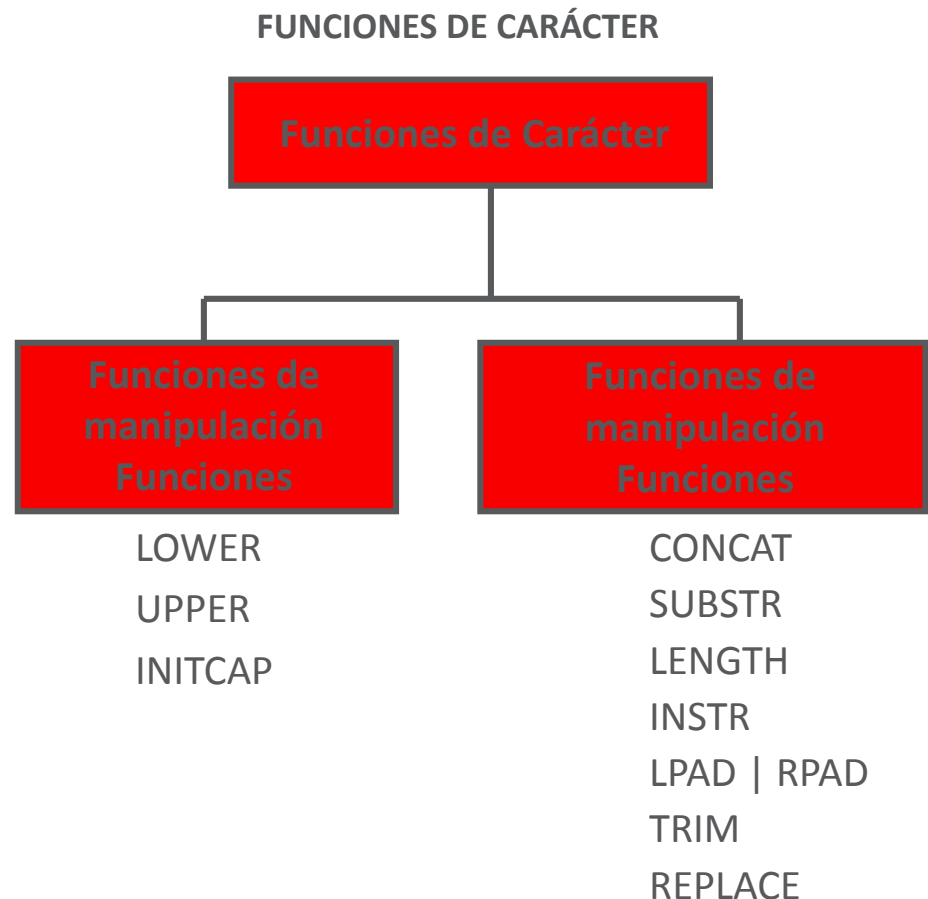 FUNCIONES DE CARÁCTER
Funciones de Carácter
Funciones de
manipulación
Funciones
LOWER
UPPER
INITCAP
Funciones de
manipulación
Funciones
CONCAT
SUBSTR
LENGTH
INSTR
LPAD | RPAD
TRIM
REPLACE